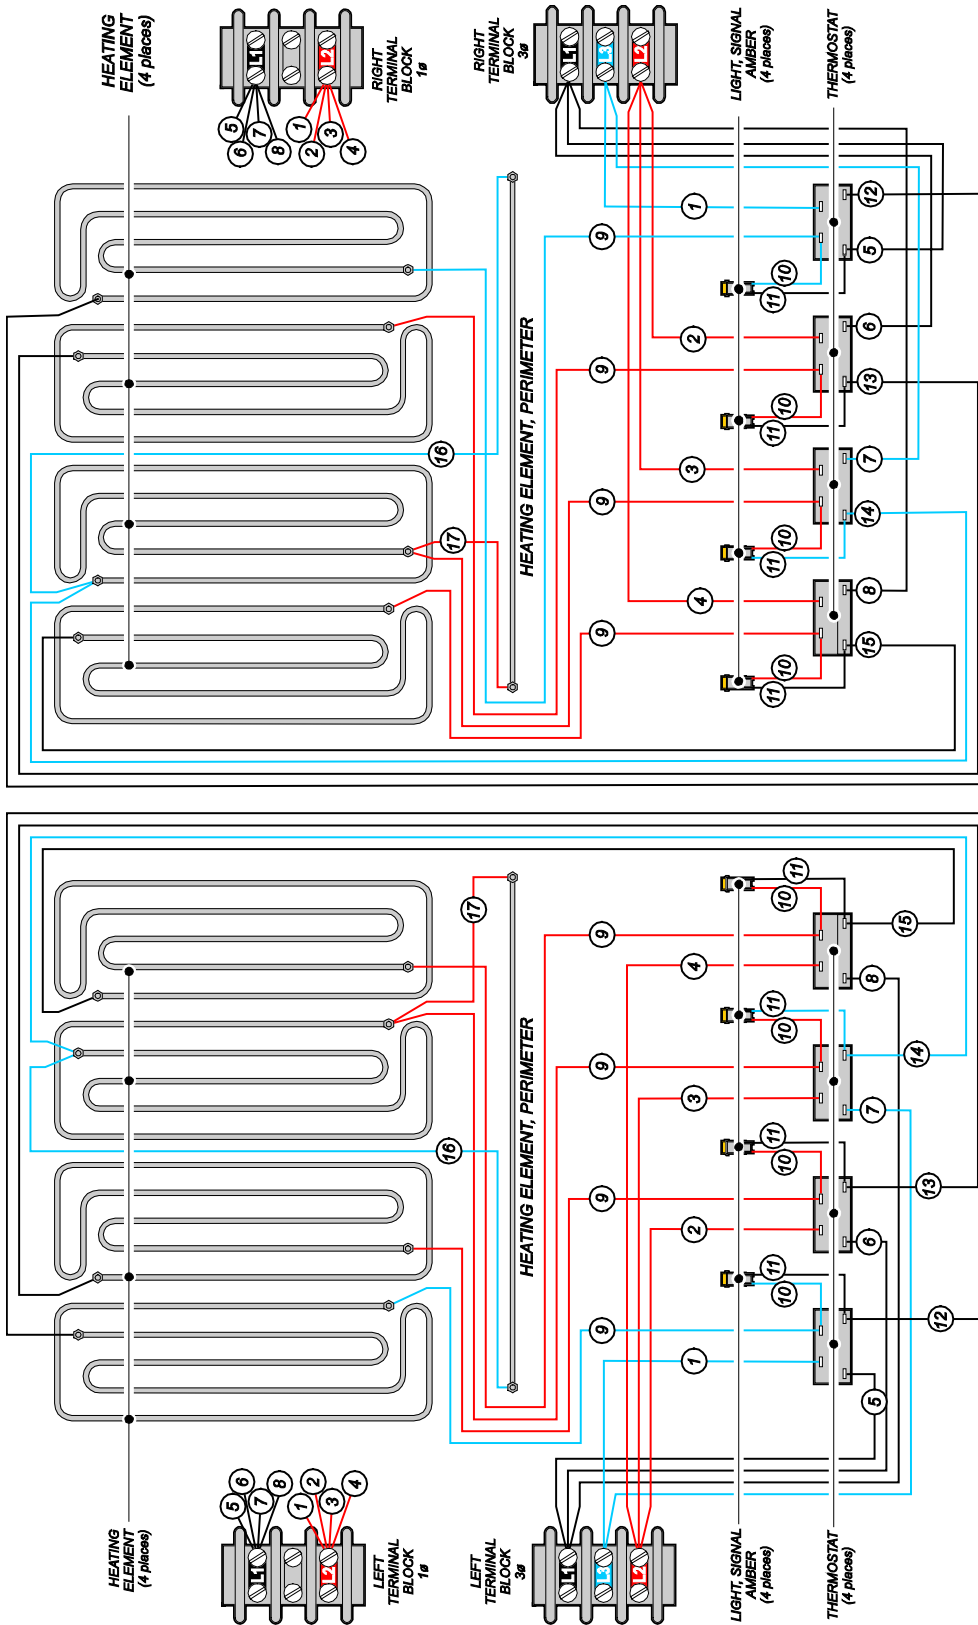 HEATING
ELEMENT
(4 places)
L1
L2
RIGHT
TERMINAL
BLOCK
1ø
5
6
7
8
1
2
3
4
RIGHT
TERMINAL
BLOCK
3ø
L1
L3
L2
LIGHT, SIGNAL
AMBER
(4 places)
THERMOSTAT
(4 places)
HEATING ELEMENT, PERIMETER
16
17
1
9
10
11
12
5
2
9
10
11
6
13
3
9
10
11
7
14
4
9
10
11
8
15
HEATING ELEMENT, PERIMETER
17
16
9
4
11
10
15
8
9
3
11
10
14
7
9
2
11
10
13
6
9
1
11
10
12
5
HEATING
ELEMENT
(4 places)
L1
L2
LEFT
TERMINAL
BLOCK
1ø
5
6
7
8
1
2
3
4
LEFT
TERMINAL
BLOCK
3ø
L1
L3
L2
LIGHT, SIGNAL
AMBER
(4 places)
THERMOSTAT
(4 places)